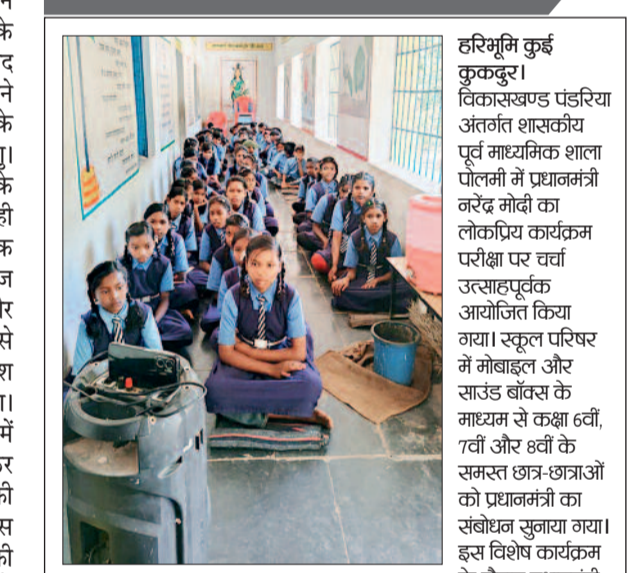 के
द
ने
के
ही
क
ज
से
श
में
की
स
की
हरिभूमि कुई
कुकदुर।
विकासखण्ड पंडरिया
अंतर्गत शासकीय
पूर्व माध्यमिक शाला
पोलमी में प्रधानमंत्री
नरेंद्र मोदी का
लोकप्रिय कार्यक्रम
परीक्षा पर चर्चा
उत्साहपूर्वक
आयोजित किया
गया। स्कूल परिषर
में मोबाइल और
साउंड बॉक्स के
माध्यम से कक्षा 6वीं,
7वीं और 8वीं के
समस्त छात्र-छात्राओं
को प्रधानमंत्री का
संबोधन सुनाया गया।
इस विशेष कार्यक्रम